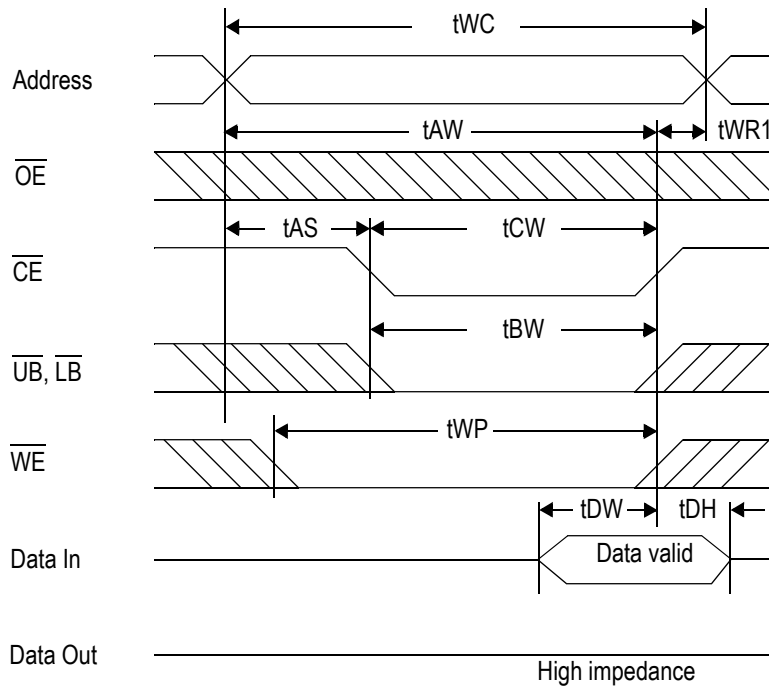 tWC
Address
tAW
tWR1
OE
tAS
tCW
CE
tBW
UB, LB
tWP
WE
tDW
tDH
Data In
Data valid
Data Out
High impedance